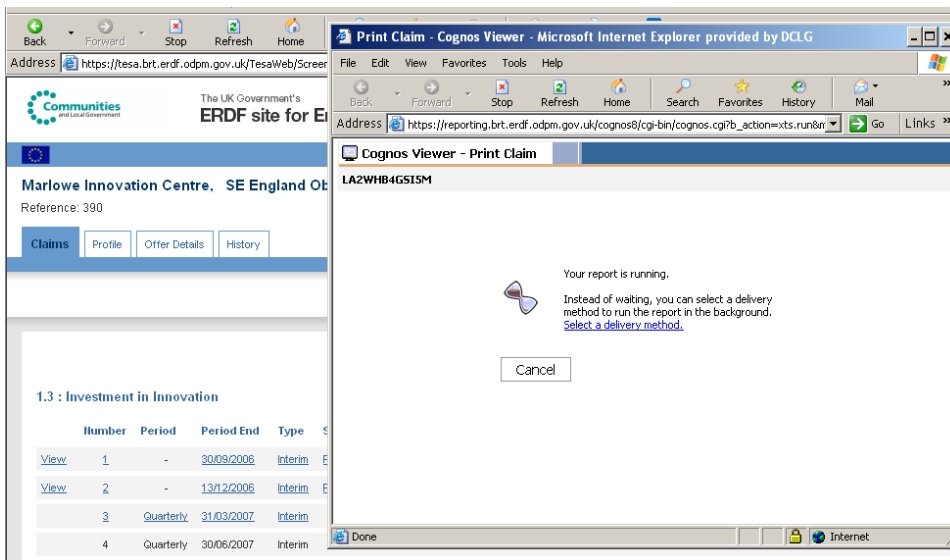 Back Forward Stop Refresh Home
Address https://tesa.brt.erdf.odpm.gov.uk/TesaWeb/Screer
Communities
and Local Government
The UK Government's
ERDF site for E
Marlowe Innovation Centre, SE England Ob
Reference: 390
Claims Profile Offer Details History
1.3 : Investment in Innovation
Number Period Period End Type S
View 1 - 30/09/2006 Interim
View 2 - 13/12/2006 Interim
3 Quarterly 31/03/2007 Interim
4 Quarterly 30/06/2007 Interim
Print Claim - Cognos Viewer - Microsoft Internet Explorer provided by DCLG
File Edit View Favorites Tools Help
Back Forward Stop Refresh Home Search Favorites History Mail
Address https://reporting.brt.erdf.odpm.gov.uk/cognos8/cgi-bin/cognos.cgi?b_action=xts.run&m Go Links »
Cognos Viewer - Print Claim
LA2WHB4GSI5M
Your report is running.
Instead of waiting, you can select a delivery
method to run the report in the background.
Select a delivery method.
Cancel
Done Internet